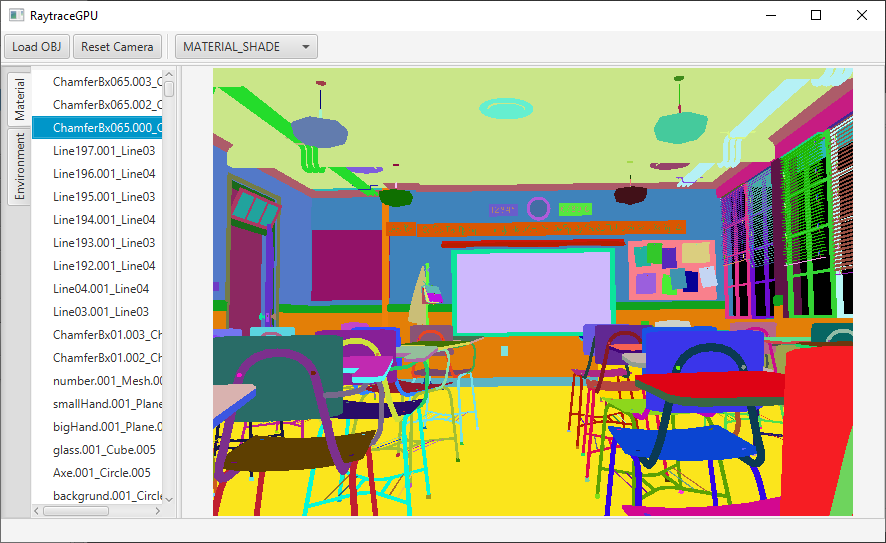 RaytraceGPU
Load OBJ
Reset Camera
MATERIAL_SHADE
Material
Environment
ChamferBx065.003_C
ChamferBx065.002_C
ChamferBx065.000_C
Line197.001_Line03
Line196.001_Line04
Line195.001_Line03
Line194.001_Line04
Line193.001_Line03
Line192.001_Line04
Line04.001_Line04
Line03.001_Line03
ChamferBx01.003_Ch
ChamferBx01.002_Ch
number.001_Mesh.00
smallHand.001_Plane
bigHand.001_Plane.0
glass.001_Cube.005
Axe.001_Circle.005
backgrund.001_Circle